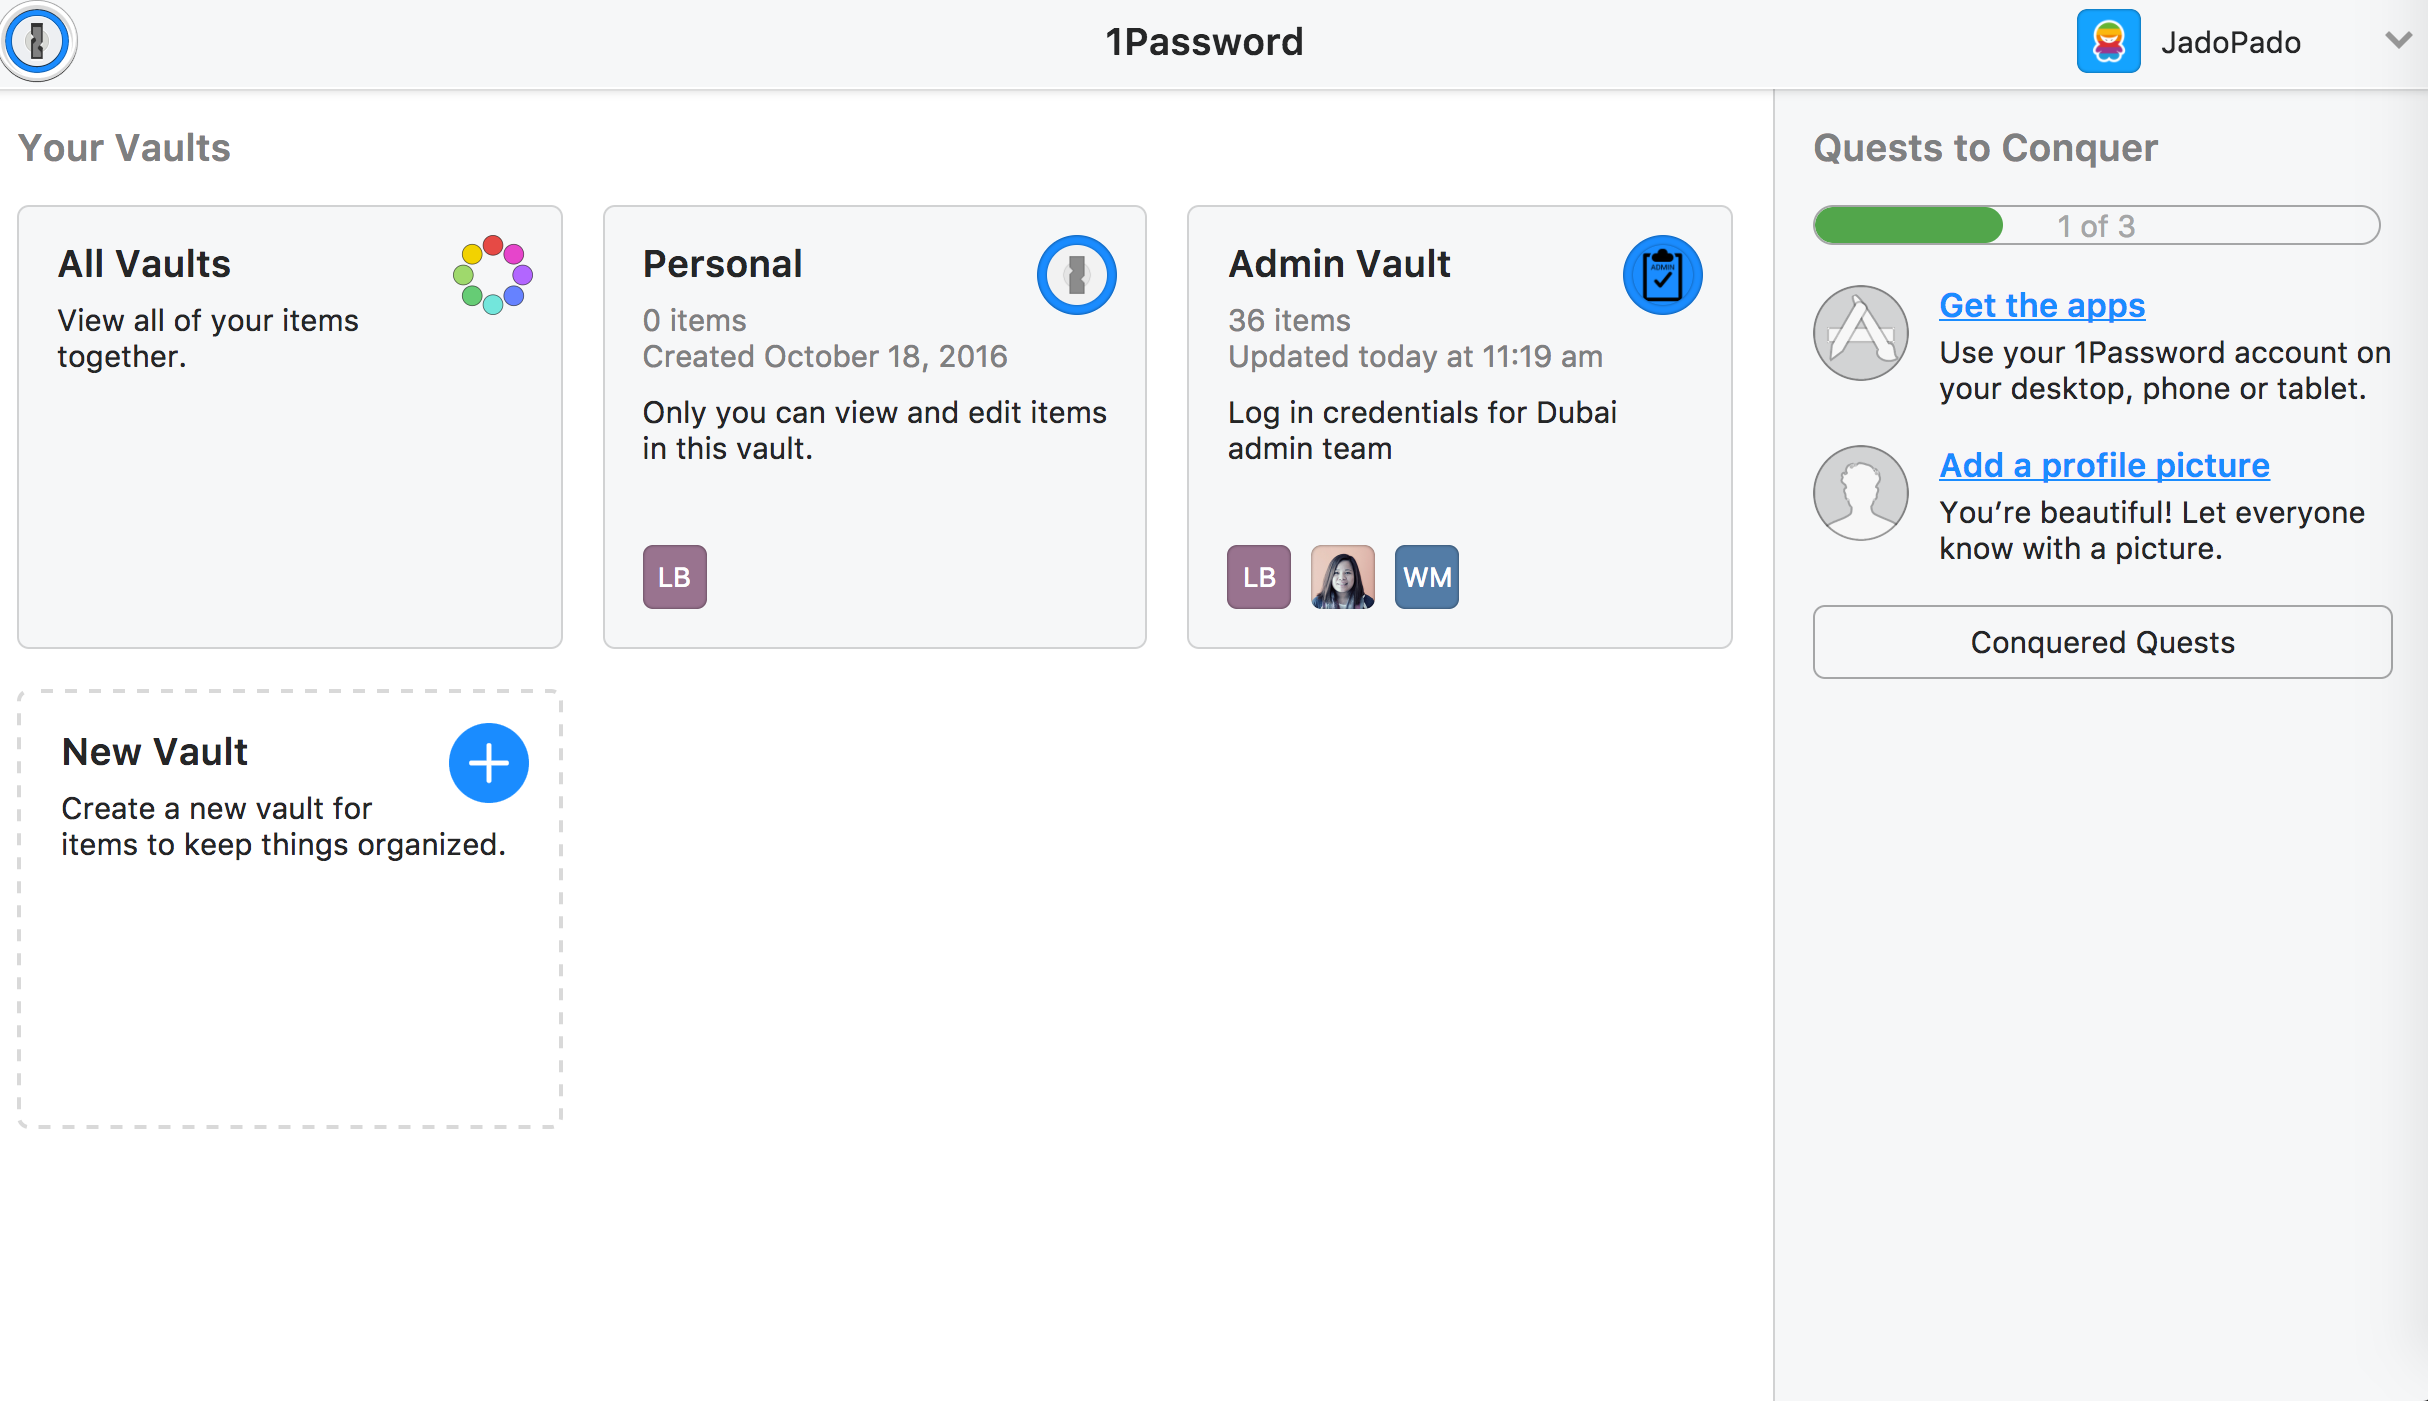 1Password
JadoPado
Your Vaults
All Vaults
View all of your items
together.
Personal
0 items
Created October 18, 2016
Only you can view and edit items
in this vault.
LB
Admin Vault
ADMIN
36 items
Updated today at 11:19 am
Log in credentials for Dubai
admin team
LB
WM
New Vault
Create a new vault for
items to keep things organized.
Quests to Conquer
1 of 3
Get the apps
Use your 1Password account on
your desktop, phone or tablet.
Add a profile picture
You’re beautiful! Let everyone
know with a picture.
Conquered Quests